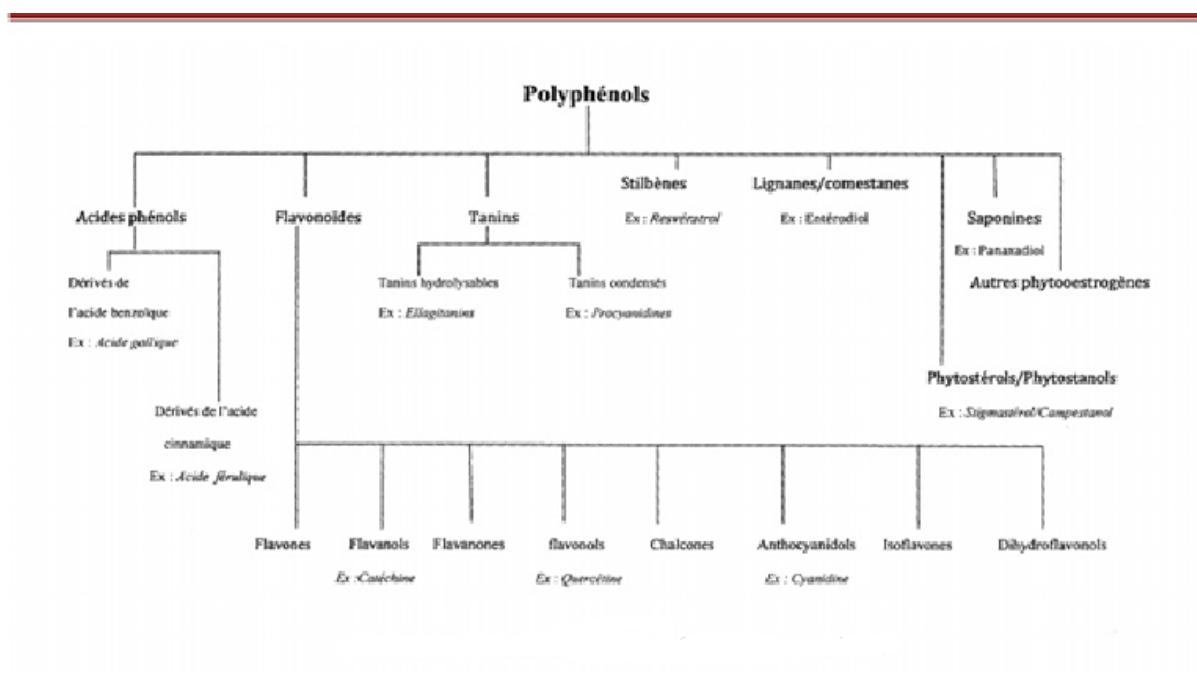 Polyphénols
Acides phénols
Flavonoïdes
Tanins
Stilbènes
Ex : Resvératrol
Lignanes/comestanes
Ex : Entérodiol
Saponines
Ex : Panaxadiol
Autres phytooestrogènes
Phytostérols/Phytostanols
Ex : Stigmastérol/Campestanol
Dérivés de
l'acide benzoïque
Ex : Acide gallique
Dérivés de l'acide
cinnamique
Ex : Acide férulique
Tanins hydrolysables
Ex : Ellagitanins
Tanins condensés
Ex : Procyanidines
Flavones
Flavanols
Ex :Catéchine
Flavanones
flavonols
Ex : Quercétine
Chalcones
Anthocyanidols
Ex : Cyanidine
Isoflavones
Dihydroflavonols